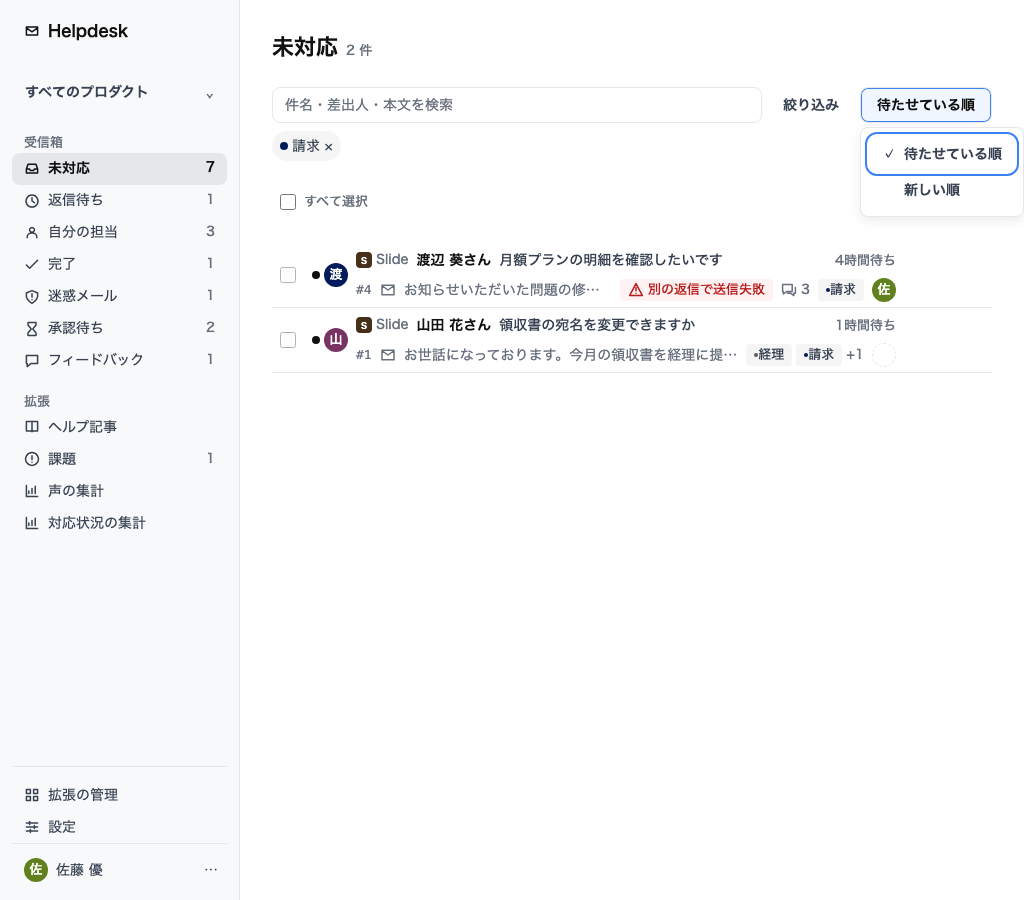 Helpdesk
すべてのプロダクト
受信箱
未対応 7
返信待ち 1
自分の担当 3
完了 1
迷惑メール 1
承認待ち 2
フィードバック 1
拡張
ヘルプ記事
課題 1
声の集計
対応状況の集計
拡張の管理
設定
佐 佐藤 優 …
未対応 2 件
件名・差出人・本文を検索 絞り込み 待たせている順
請求 ×
✓ 待たせている順
新しい順
すべて選択
渡 S Slide 渡辺 葵さん 月額プランの明細を確認したいです 4時間待ち
#4 お知らせいただいた問題の修… 別の返信で送信失敗 3 •請求 佐
山 S Slide 山田 花さん 領収書の宛名を変更できますか 1時間待ち
#1 お世話になっております。今月の領収書を経理に提… •経理 •請求 +1